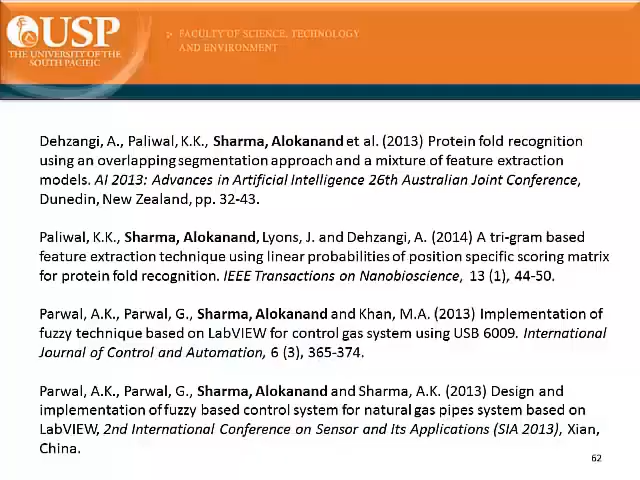 USP
THE UNIVERSITY OF THE
SOUTH PACIFIC
FACULTY OF SCIENCE, TECHNOLOGY
AND ENVIRONMENT
Dehzangi, A., Paliwal, K.K., Sharma, Alokanand et al. (2013) Protein fold recognition
using an overlapping segmentation approach and a mixture of feature extraction
models. AI 2013: Advances in Artificial Intelligence 26th Australian Joint Conference,
Dunedin, New Zealand, pp. 32-43.
Paliwal, K.K., Sharma, Alokanand, Lyons, J. and Dehzangi, A. (2014) A tri-gram based
feature extraction technique using linear probabilities of position specific scoring matrix
for protein fold recognition. IEEE Transactions on Nanobioscience, 13 (1), 44-50.
Parwal, A.K., Parwal, G., Sharma, Alokanand and Khan, M.A. (2013) Implementation of
fuzzy technique based on LabVIEW for control gas system using USB 6009. International
Journal of Control and Automation, 6 (3), 365-374.
Parwal, A.K., Parwal, G., Sharma, Alokanand and Sharma, A.K. (2013) Design and
implementation of fuzzy based control system for natural gas pipes system based on
LabVIEW, 2nd International Conference on Sensor and Its Applications (SIA 2013), Xian,
China.
62